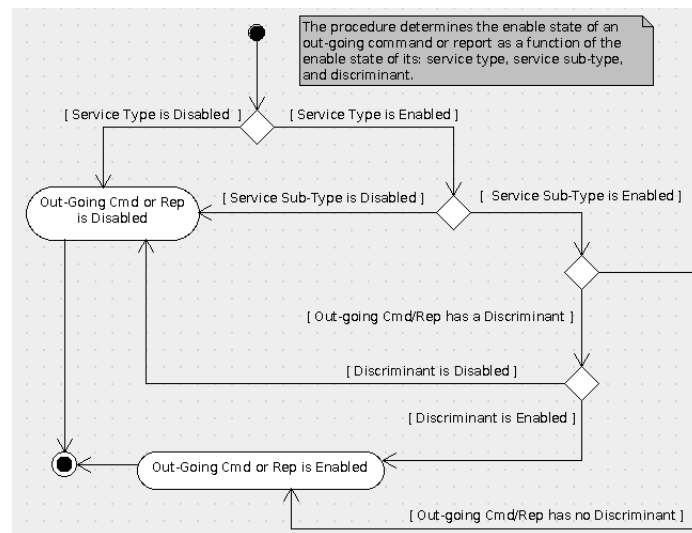 The procedure determines the enable state of an
out-going command or report as a function of the
enable state of its: service type, service sub-type,
and discriminant.
[ Service Type is Disabled ]
[ Service Type is Enabled ]
Out-Going Cmd or Rep
is Disabled
[ Service Sub-Type is Disabled ]
[ Service Sub-Type is Enabled ]
[ Out-going Cmd/Rep has a Discriminant ]
[ Discriminant is Disabled ]
[ Discriminant is Enabled ]
Out-Going Cmd or Rep is Enabled
[ Out-going Cmd/Rep has no Discriminant ]